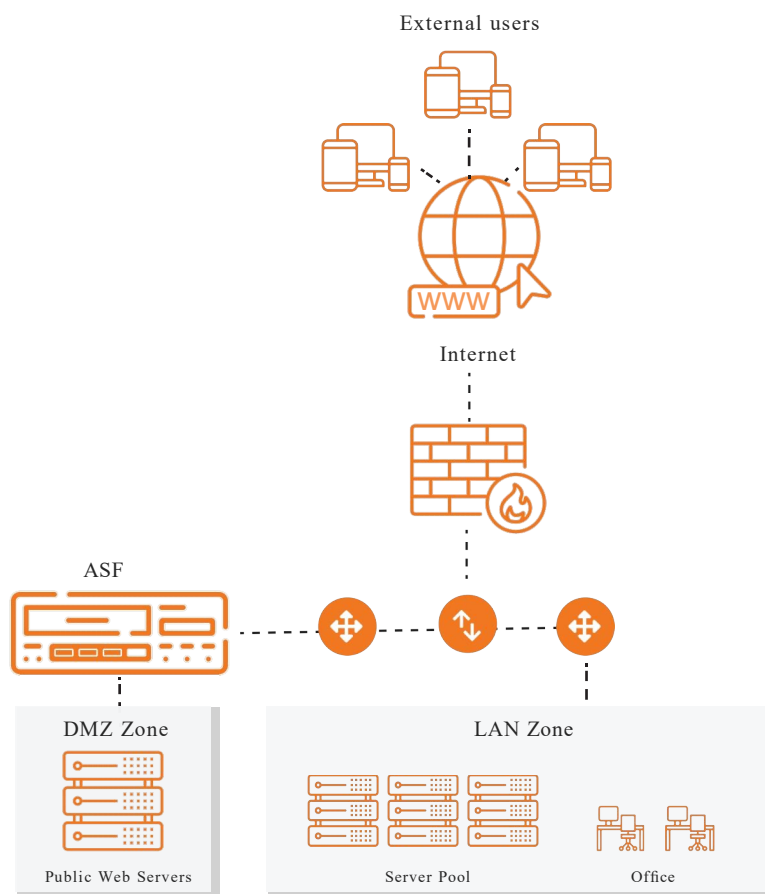 External users
WWW
Internet
ASF
DMZ Zone
LAN Zone
Public Web Servers
Server Pool
Office